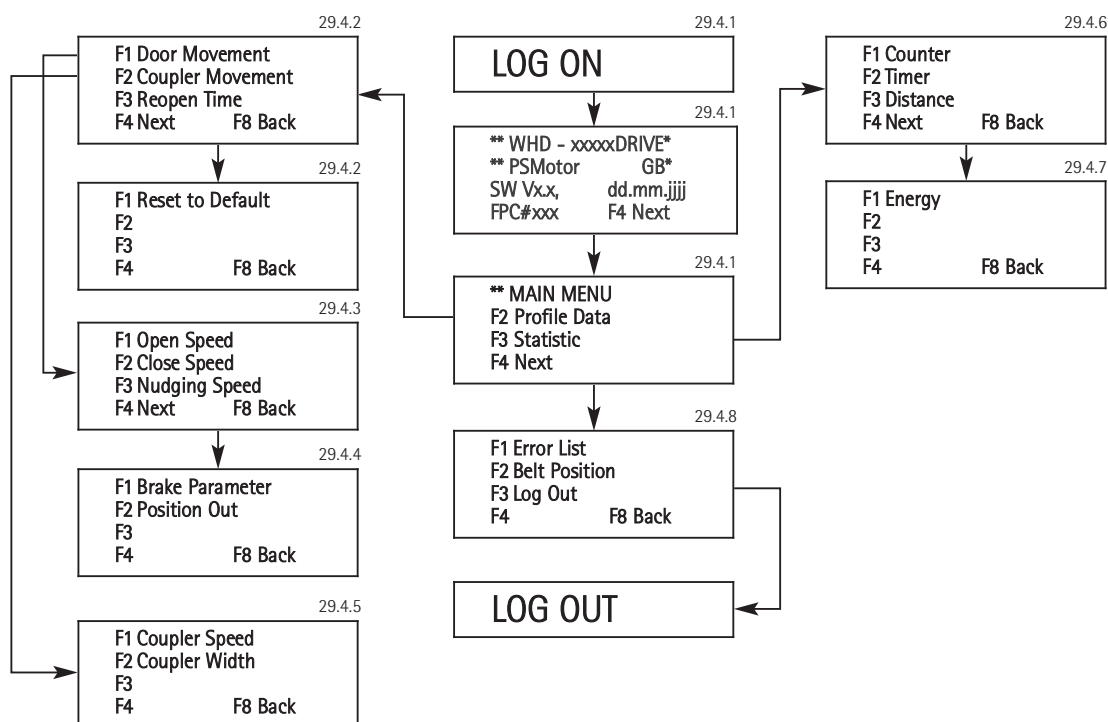 29.4.2
F1 Door Movement
F2 Coupler Movement
F3 Reopen Time
F4 Next F8 Back
29.4.2
F1 Reset to Default
F2
F3
F4 F8 Back
29.4.3
F1 Open Speed
F2 Close Speed
F3 Nudging Speed
F4 Next F8 Back
29.4.4
F1 Brake Parameter
F2 Position Out
F3
F4 F8 Back
29.4.5
F1 Coupler Speed
F2 Coupler Width
F3
F4 F8 Back
29.4.1
LOG ON
29.4.1
** WHD - xxxxxDRIVE*
** PSMotor GB*
SW Vx.x, dd.mm.jjjj
FPC#xxx F4 Next
29.4.1
** MAIN MENU
F2 Profile Data
F3 Statistic
F4 Next
29.4.8
F1 Error List
F2 Belt Position
F3 Log Out
F4 F8 Back
LOG OUT
29.4.6
F1 Counter
F2 Timer
F3 Distance
F4 Next F8 Back
29.4.7
F1 Energy
F2
F3
F4 F8 Back